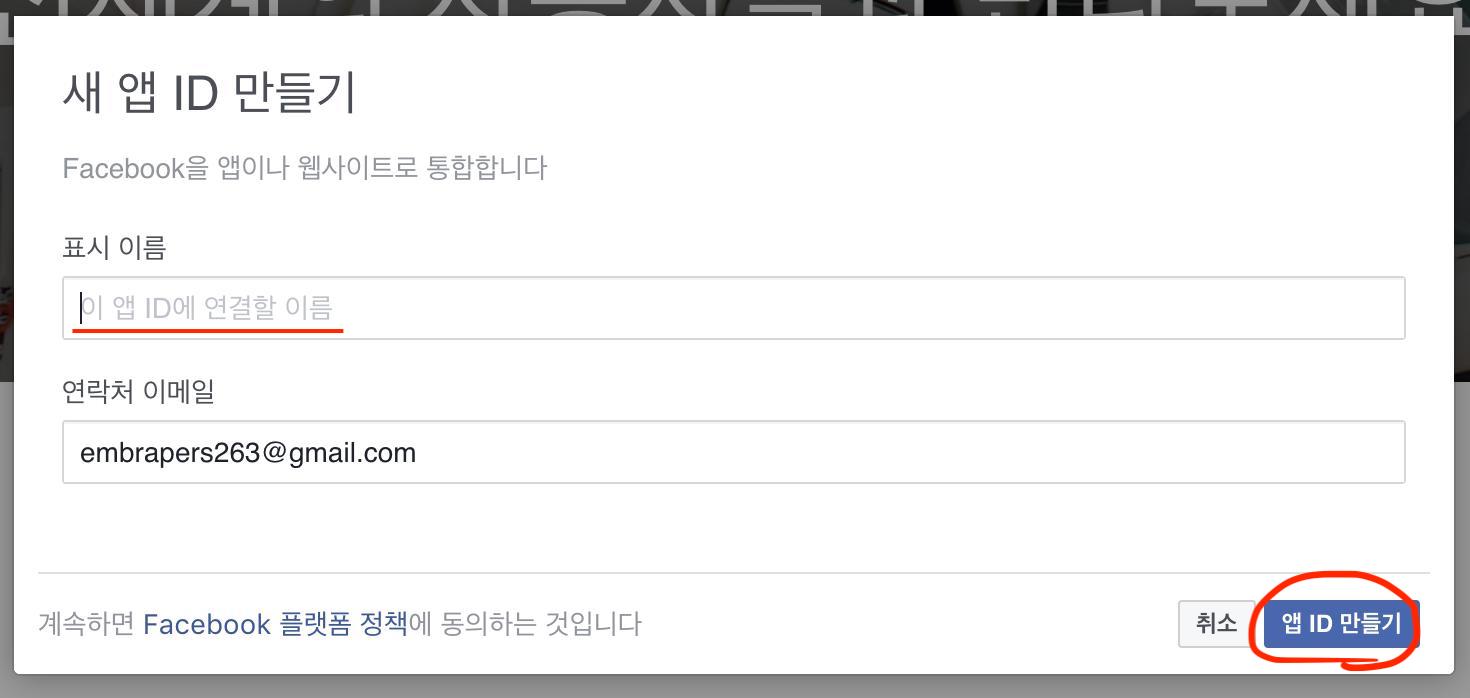 새 앱 ID 만들기
Facebook을 앱이나 웹사이트로 통합합니다
표시 이름
이 앱 ID에 연결할 이름
연락처 이메일
embrapers263@gmail.com
계속하면 Facebook 플랫폼 정책에 동의하는 것입니다
취소
앱 ID 만들기